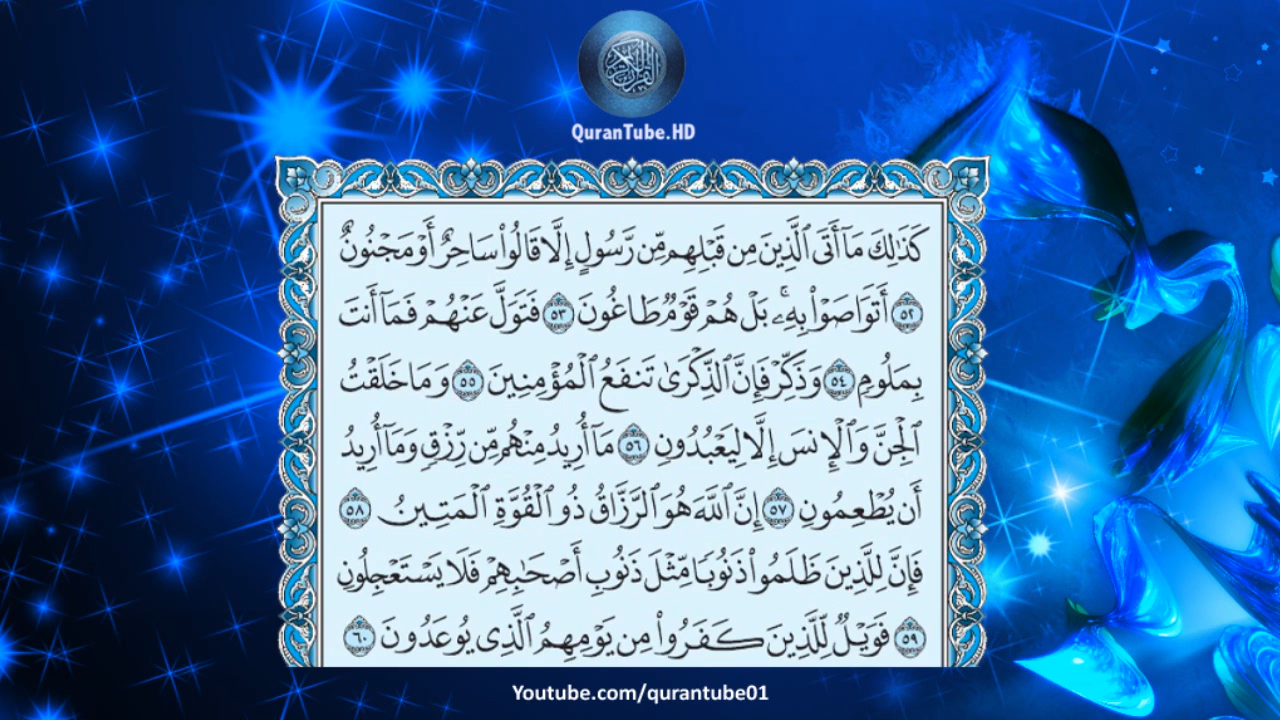 QuranTube.HD
كَذَٰلِكَ مَآ أَتَى ٱلَّذِينَ مِن قَبْلِهِم مِّن رَّسُولٍ إِلَّا قَالُوا۟ سَاحِرٌ أَوْ مَجْنُونٌ
٥٢ أَتَوَاصَوْا۟ بِهِۦ ۚ بَلْ هُمْ قَوْمٌ طَاغُونَ ٥٣ فَتَوَلَّ عَنْهُمْ فَمَآ أَنتَ
بِمَلُومٍ ٥٤ وَذَكِّرْ فَإِنَّ ٱلذِّكْرَىٰ تَنفَعُ ٱلْمُؤْمِنِينَ ٥٥ وَمَا خَلَقْتُ
ٱلْجِنَّ وَٱلْإِنسَ إِلَّا لِيَعْبُدُونِ ٥٦ مَآ أُرِيدُ مِنْهُم مِّن رِّزْقٍ وَمَآ أُرِيدُ
أَن يُطْعِمُونِ ٥٧ إِنَّ ٱللَّهَ هُوَ ٱلرَّزَّاقُ ذُو ٱلْقُوَّةِ ٱلْمَتِينُ ٥٨
فَإِنَّ لِلَّذِينَ ظَلَمُوا۟ ذَنُوبًا مِّثْلَ ذَنُوبِ أَصْحَٰبِهِمْ فَلَا يَسْتَعْجِلُونِ
٥٩ فَوَيْلٌ لِّلَّذِينَ كَفَرُوا۟ مِن يَوْمِهِمُ ٱلَّذِى يُوعَدُونَ ٦٠
Youtube.com/qurantube01